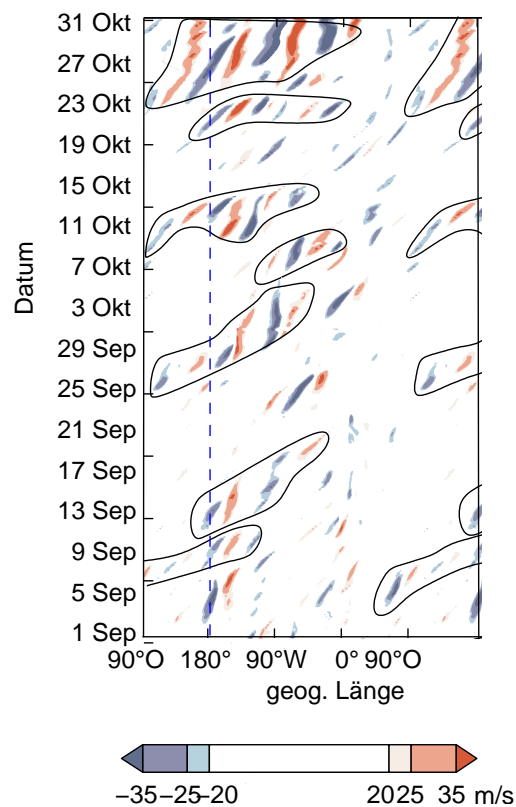 31 Okt
27 Okt
23 Okt
19 Okt
15 Okt
11 Okt
7 Okt
3 Okt
29 Sep
25 Sep
21 Sep
17 Sep
13 Sep
9 Sep
5 Sep
1 Sep
Datum
90°O 180° 90°W 0° 90°O
geog. Länge
−35 −25 −20 20 25 35 m/s